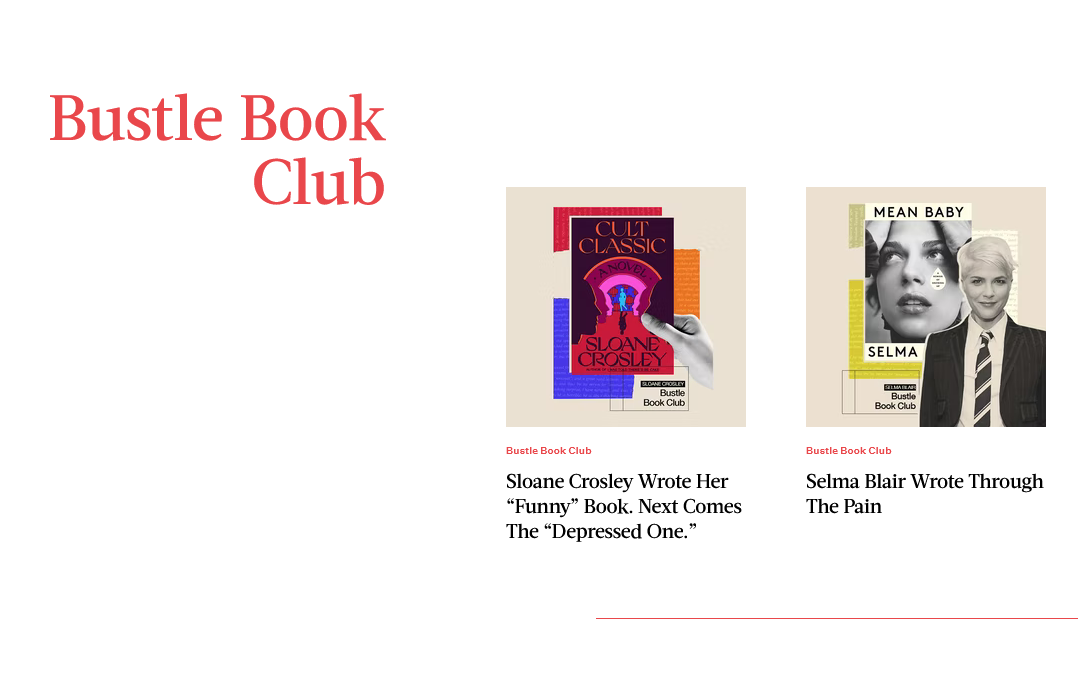 Bustle Book
Club
CULT
CLASSIC
A NOVEL
SLOANE
CROSLEY
SLOANE CROSLEY
Bustle
Book Club
Bustle Book Club
Sloane Crosley Wrote Her
“Funny” Book. Next Comes
The “Depressed One.”
MEAN BABY
SELMA
SELMA BLAIR
Bustle
Book Club
Bustle Book Club
Selma Blair Wrote Through
The Pain